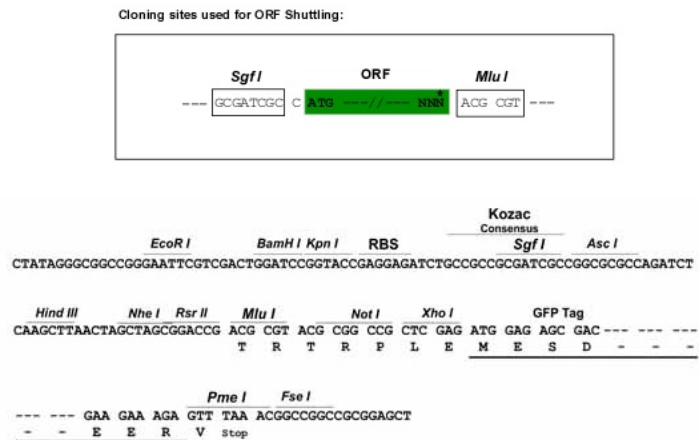 Cloning sites used for ORF Shuttling:
Sgf I ORF Mlu I
--- GCGATCGC C ATG ---//--- NNN* ACG CGT ---
Kozac
Consensus
EcoR I BamH I Kpn I RBS Sgf I Asc I
CTATAGGGCGGCCGGGAATTCGTCGACTGGATCCGGTACCGAGGAGATCTGCCGCCGCGATCGCCGGCGCGCCAGATCT
Hind III Nhe I Rsr II Mlu I Not I Xho I GFP Tag
CAAGCTTAACTAGCTAGCGGACCG ACG CGT ACG CGG CCG CTC GAG ATG GAG AGC GAC --- --- ---
T R T R P L E M E S D - - -
Pme I Fse I
--- --- GAA GAA AGA GTT TAA ACGGCCGGCCGCGGAGCT
- - E E R V Stop